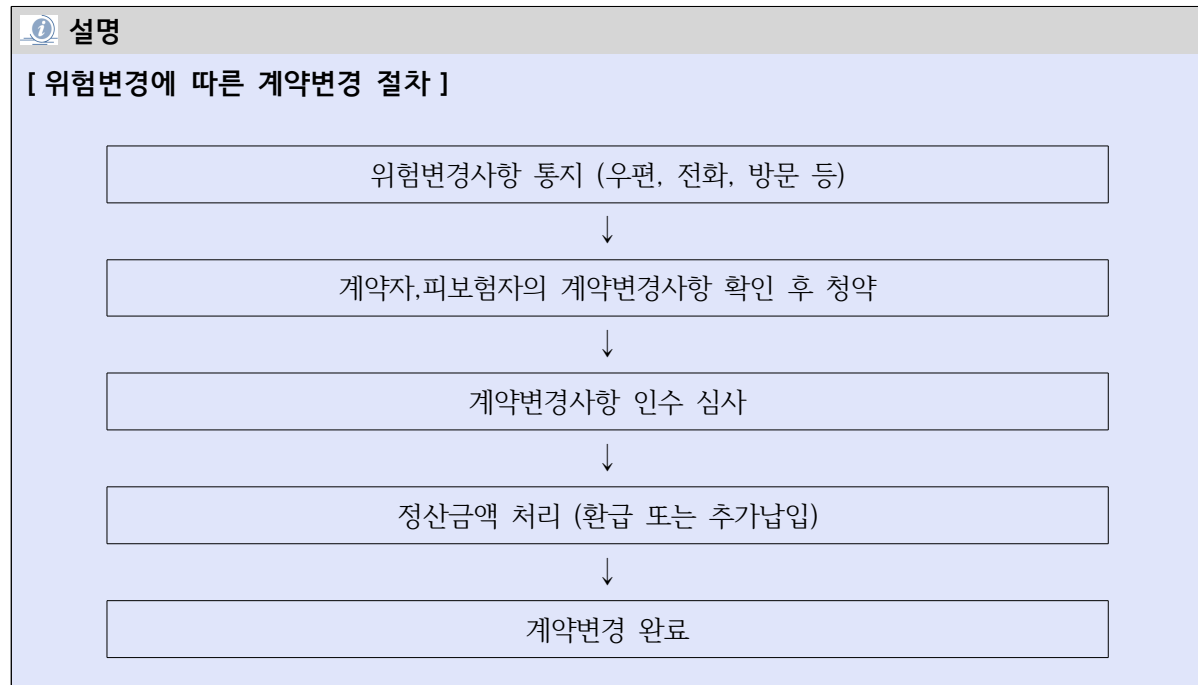 설명
[ 위험변경에 따른 계약변경 절차 ]
위험변경사항 통지 (우편, 전화, 방문 등)
↓
계약자,피보험자의 계약변경사항 확인 후 청약
↓
계약변경사항 인수 심사
↓
정산금액 처리 (환급 또는 추가납입)
↓
계약변경 완료